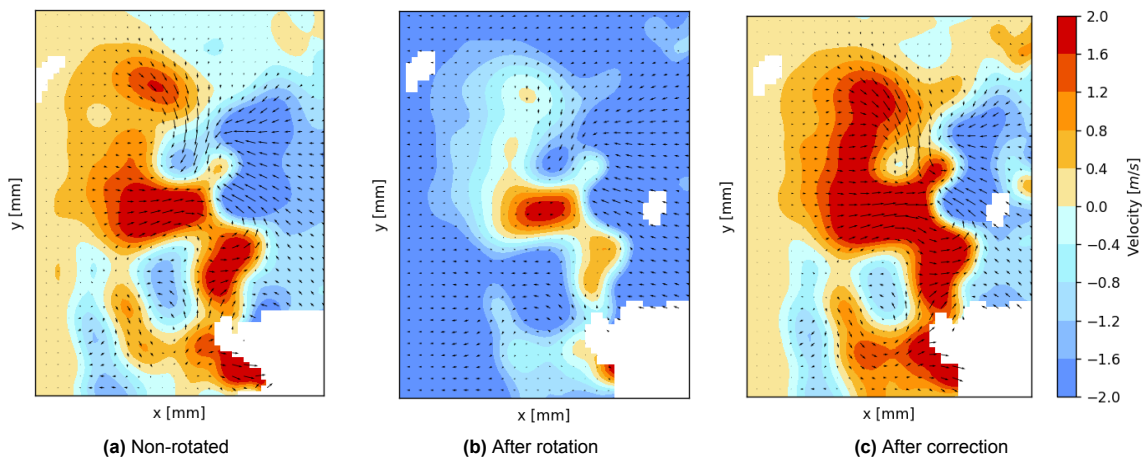 y [mm]
x [mm]
(a) Non-rotated
y [mm]
x [mm]
(b) After rotation
y [mm]
x [mm]
(c) After correction
2.0
1.6
1.2
0.8
0.4
0.0
−0.4
−0.8
−1.2
−1.6
−2.0
Velocity [m/s]